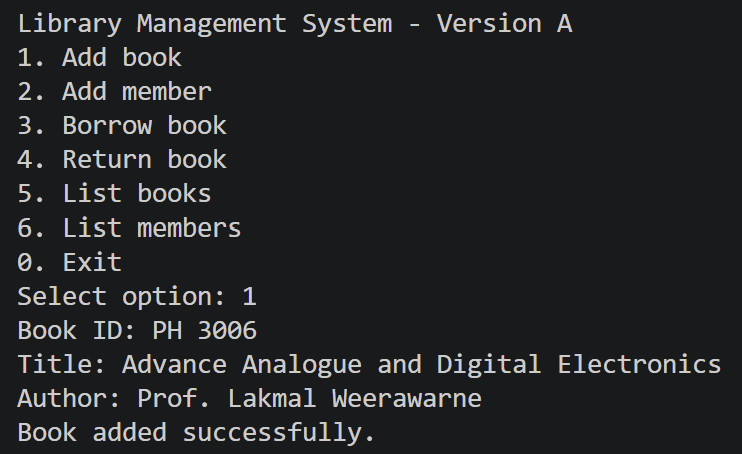 Library Management System - Version A
1. Add book
2. Add member
3. Borrow book
4. Return book
5. List books
6. List members
0. Exit
Select option: 1
Book ID: PH 3006
Title: Advance Analogue and Digital Electronics
Author: Prof. Lakmal Weerawarne
Book added successfully.